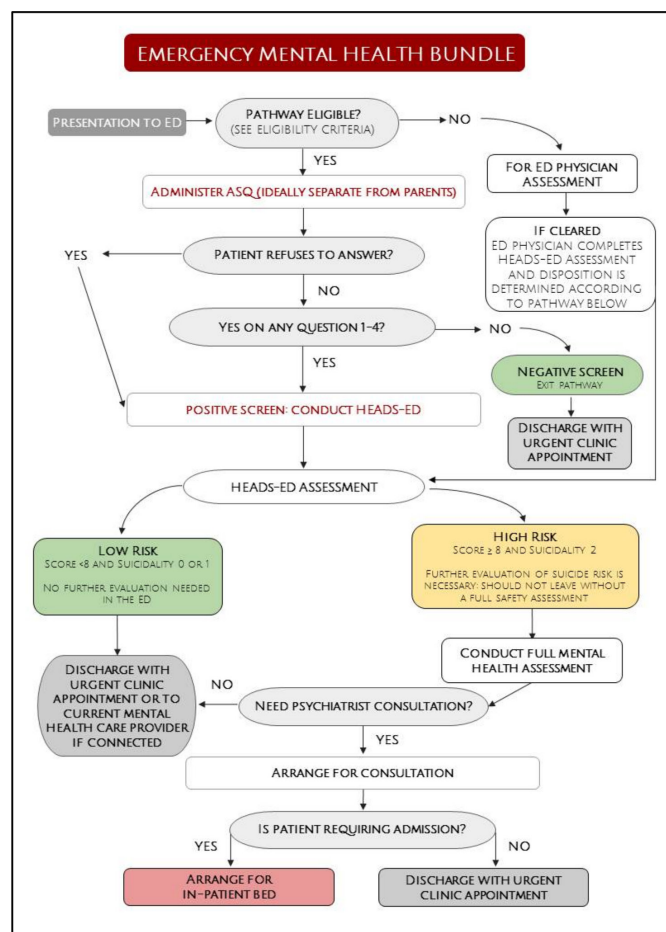 EMERGENCY MENTAL HEALTH BUNDLE
PRESENTATION TO ED
PATHWAY ELIGIBLE?
(SEE ELIGIBILITY CRITERIA)
NO
YES
FOR ED PHYSICIAN
ASSESSMENT
ADMINISTER ASQ (IDEALLY SEPARATE FROM PARENTS)
IF CLEARED
ED PHYSICIAN COMPLETES
HEADS-ED ASSESSMENT
AND DISPOSITION IS
DETERMINED ACCORDING
TO PATHWAY BELOW
YES
PATIENT REFUSES TO ANSWER?
NO
YES ON ANY QUESTION 1-4?
NO
YES
NEGATIVE SCREEN
EXIT PATHWAY
POSITIVE SCREEN: CONDUCT HEADS-ED
DISCHARGE WITH
URGENT CLINIC
APPOINTMENT
HEADS-ED ASSESSMENT
LOW RISK
SCORE <8 AND SUICIDALITY 0 OR 1
NO FURTHER EVALUATION NEEDED
IN THE ED
HIGH RISK
SCORE ≥ 8 AND SUICIDALITY 2
FURTHER EVALUATION OF SUICIDE RISK IS
NECESSARY: SHOULD NOT LEAVE WITHOUT
A FULL SAFETY ASSESSMENT
CONDUCT FULL MENTAL
HEALTH ASSESSMENT
DISCHARGE WITH
URGENT CLINIC
APPOINTMENT OR TO
CURRENT MENTAL
HEALTH CARE PROVIDER
IF CONNECTED
NO
NEED PSYCHIATRIST CONSULTATION?
YES
ARRANGE FOR CONSULTATION
IS PATIENT REQUIRING ADMISSION?
YES
NO
ARRANGE FOR
IN-PATIENT BED
DISCHARGE WITH URGENT
CLINIC APPOINTMENT